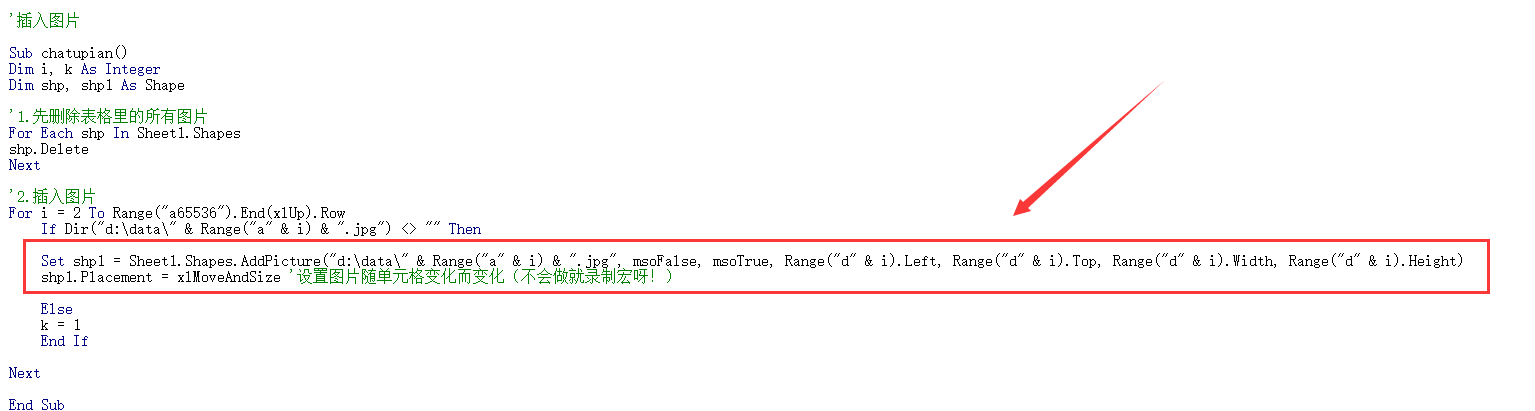 '插入图片
Sub chatupian()
Dim i, k As Integer
Dim shp, shp1 As Shape
'1.先删除表格里的所有图片
For Each shp In Sheet1.Shapes
shp.Delete
Next
'2.插入图片
For i = 2 To Range("a65536").End(xlUp).Row
If Dir("d:\data\" & Range("a" & i) & ".jpg") <> "" Then
Set shp1 = Sheet1.Shapes.AddPicture("d:\data\" & Range("a" & i) & ".jpg", msoFalse, msoTrue, Range("d" & i).Left, Range("d" & i).Top, Range("d" & i).Width, Range("d" & i).Height)
shp1.Placement = xlMoveAndSize '设置图片随单元格变化而变化（不会做就录制宏呀！）
Else
k = 1
End If
Next
End Sub